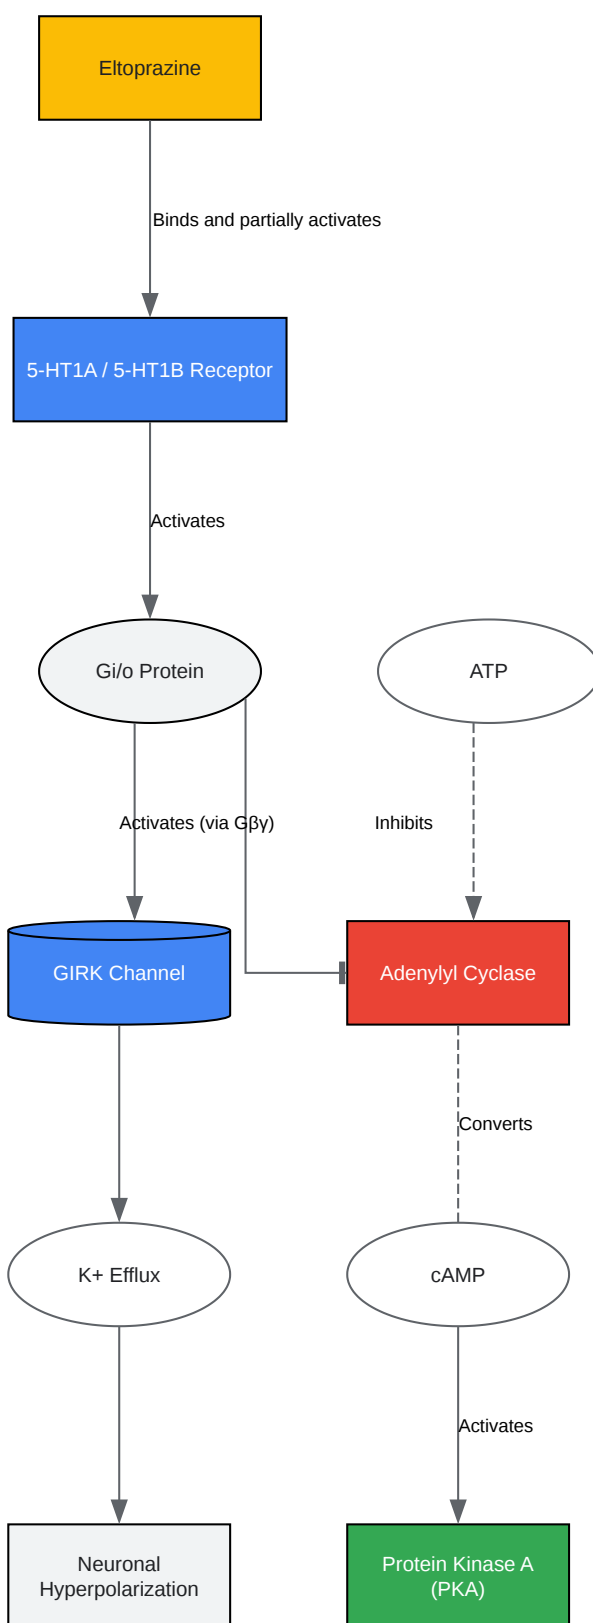 Eltoprazine
Binds and partially activates
5-HT1A / 5-HT1B Receptor
Activates
Gi/o Protein
ATP
Activates (via Gβγ)
Inhibits
GIRK Channel
Adenylyl Cyclase
Converts
K+ Efflux
cAMP
Activates
Neuronal
Hyperpolarization
Protein Kinase A
(PKA)